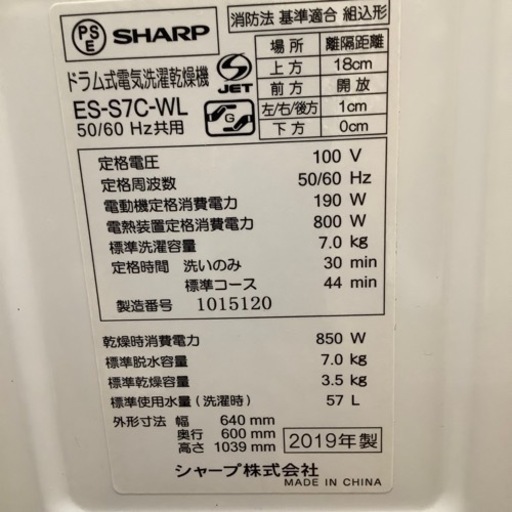 PS
E
SHARP
ドラム式電気洗濯乾燥機
ES-S7C-WL
50/60 Hz共用
S
JET
G
消防法 基準適合 組込形
場所 離隔距離
上方 18cm
前方 開放
左/右/後方 1cm
下方 0cm
定格電圧 100 V
定格周波数 50/60 Hz
電動機定格消費電力 190 W
電熱装置定格消費電力 800 W
標準洗濯容量 7.0 kg
定格時間 洗いのみ 30 min
標準コース 44 min
製造番号 1015120
乾燥時消費電力 850 W
標準脱水容量 7.0 kg
標準乾燥容量 3.5 kg
標準使用水量(洗濯時) 57 L
外形寸法 幅 640 mm
奥行 600 mm
高さ 1039 mm
2019年製
シャープ株式会社
MADE IN CHINA